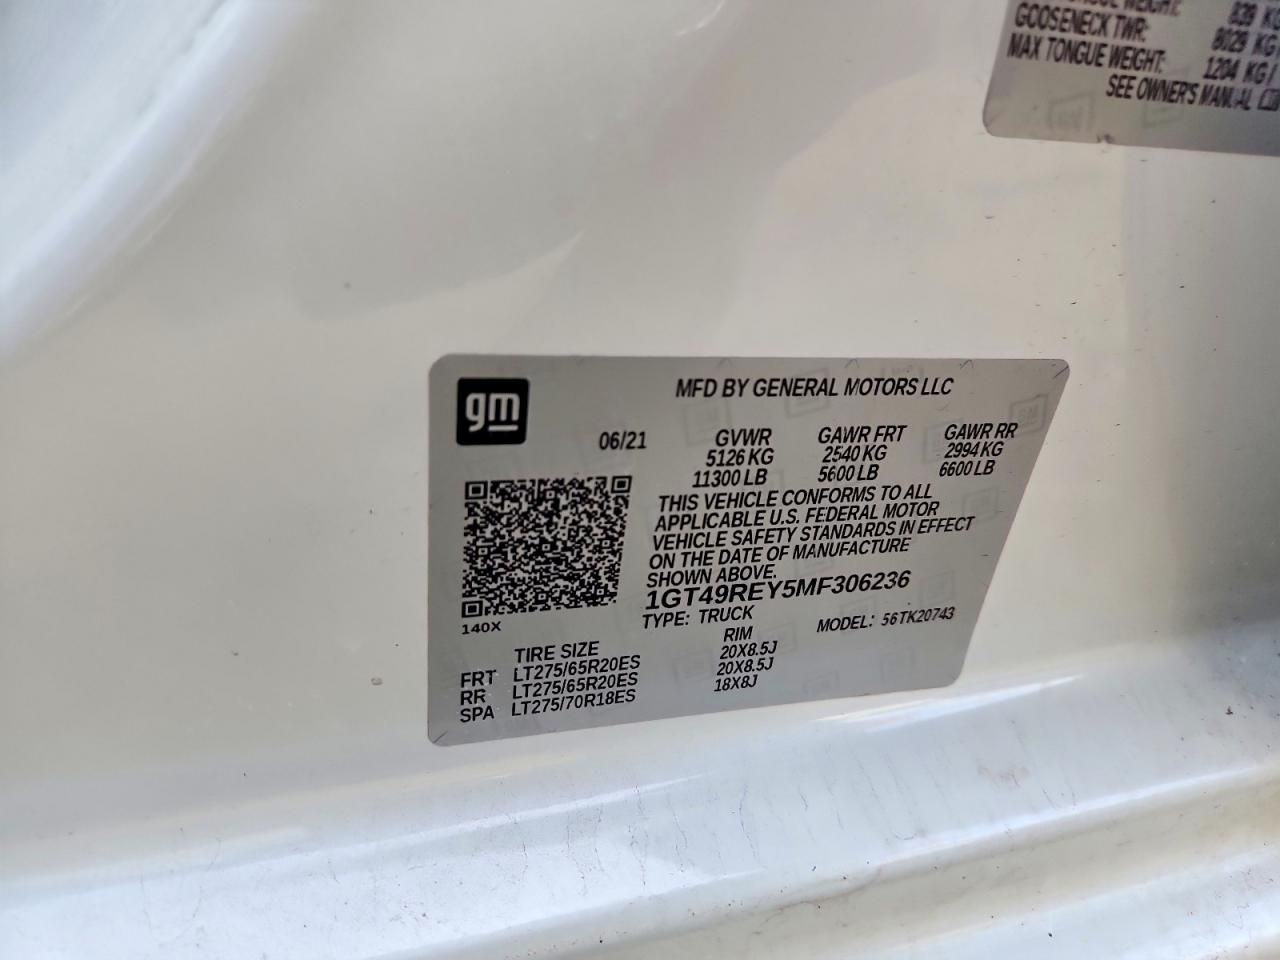 839 KG
GOOSENECK TWR: 8029 KG
MAX TONGUE WEIGHT: 1204 KG /
SEE OWNER'S MANUAL
gm
MFD BY GENERAL MOTORS LLC
06/21
GVWR GAWR FRT GAWR RR
5126 KG 2540 KG 2994 KG
11300 LB 5600 LB 6600 LB
THIS VEHICLE CONFORMS TO ALL
APPLICABLE U.S. FEDERAL MOTOR
VEHICLE SAFETY STANDARDS IN EFFECT
ON THE DATE OF MANUFACTURE
SHOWN ABOVE.
1GT49REY5MF306236
TYPE: TRUCK MODEL: 56TK20743
140X
TIRE SIZE RIM
FRT LT275/65R20ES 20X8.5J
RR LT275/65R20ES 20X8.5J
SPA LT275/70R18ES 18X8J